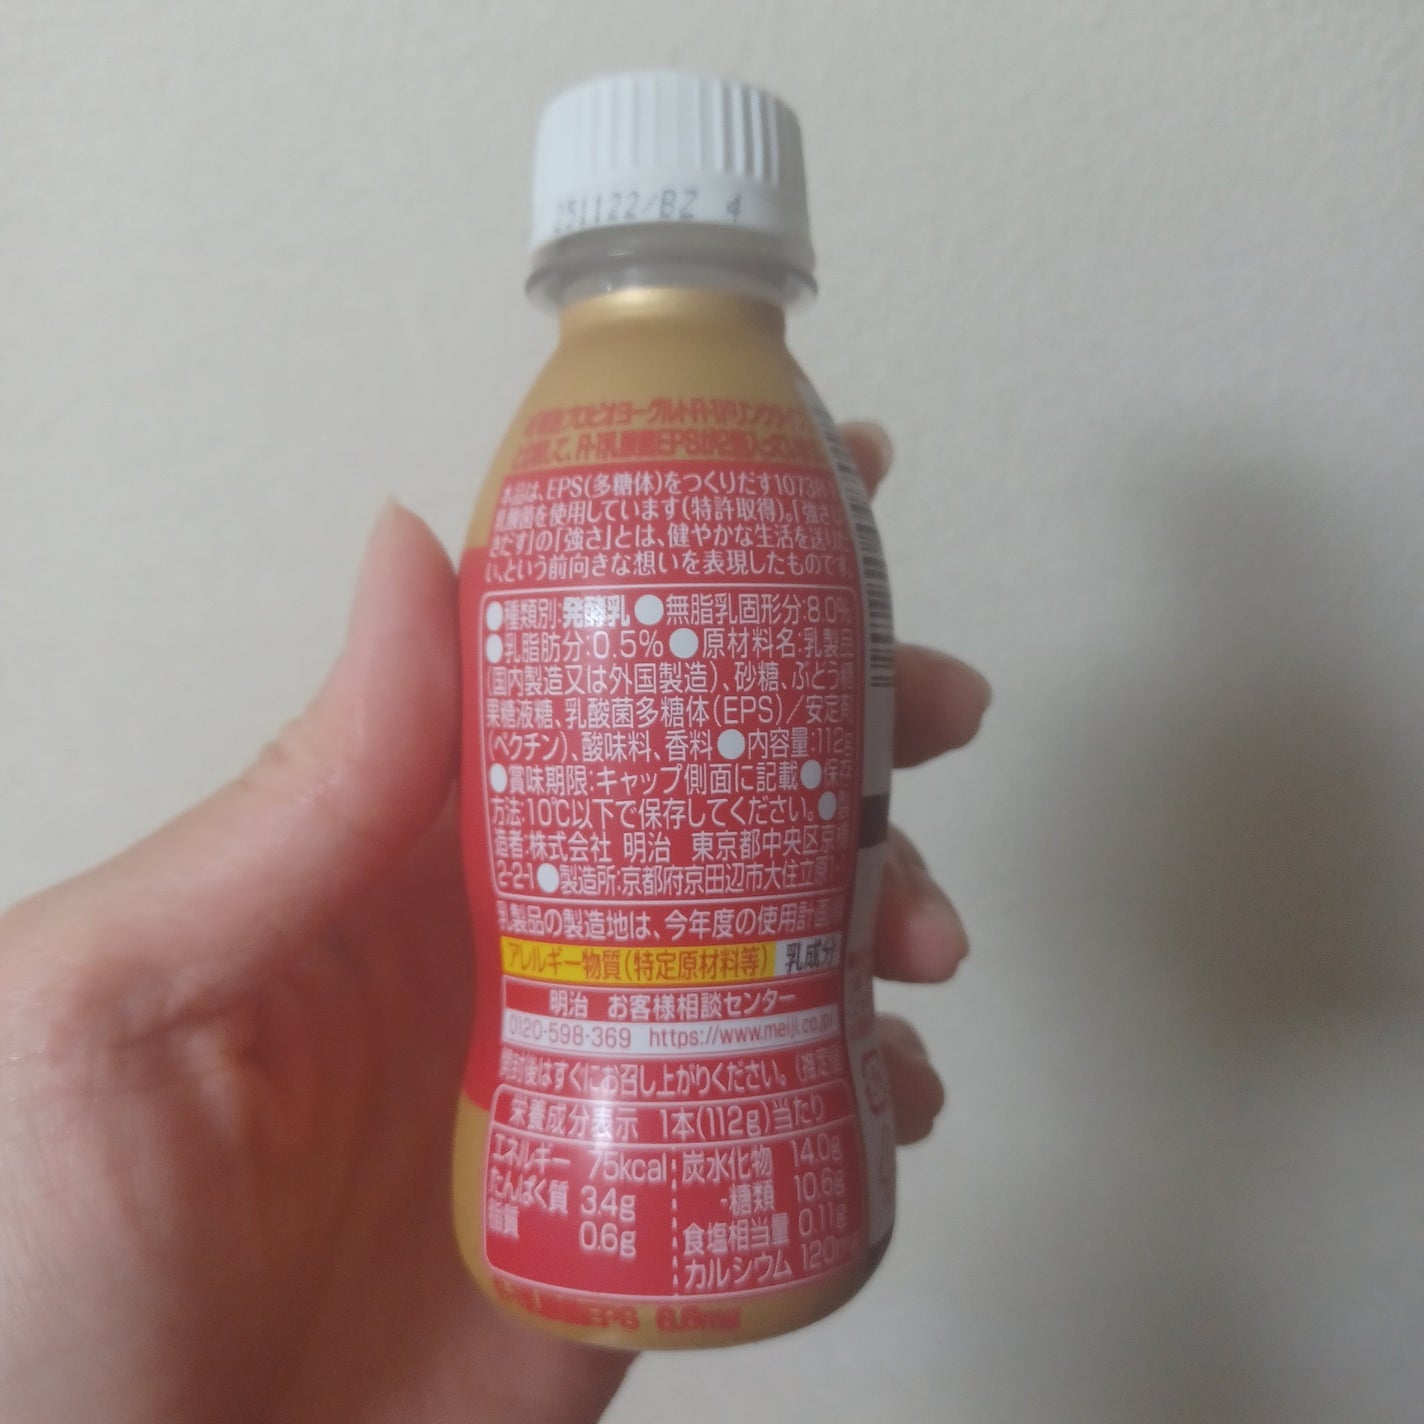 251122/BZ 4
本品は、EPS(多糖体)をつくりだす1073R-
乳酸菌を使用しています(特許取得)。「強さひ
きだす」の「強さ」とは、健やかな生活を送りた
い、という前向きな想いを表現したものです。
●種類別:発酵乳 ●無脂乳固形分:8.0%
●乳脂肪分:0.5% ●原材料名:乳製品
(国内製造又は外国製造)、砂糖、ぶどう糖
果糖液糖、乳酸菌多糖体(EPS)/安定剤
(ペクチン)、酸味料、香料 ●内容量:112g
●賞味期限:キャップ側面に記載 ●保存
方法:10℃以下で保存してください。●製
造者:株式会社 明治 東京都中央区京橋
2-2-1 ●製造所:京都府京田辺市大住立原
乳製品の製造地は、今年度の使用計画
アレルギー物質(特定原材料等) 乳成分
明治 お客様相談センター
0120-598-369 https://www.meiji.co.jp/
開封後はすぐにお召し上がりください。(推定値)
栄養成分表示 1本(112g)当たり
エネルギー 75kcal 炭水化物 14.0g
たんぱく質 3.4g -糖類 10.6g
脂質 0.6g 食塩相当量 0.11g
カルシウム 120mg